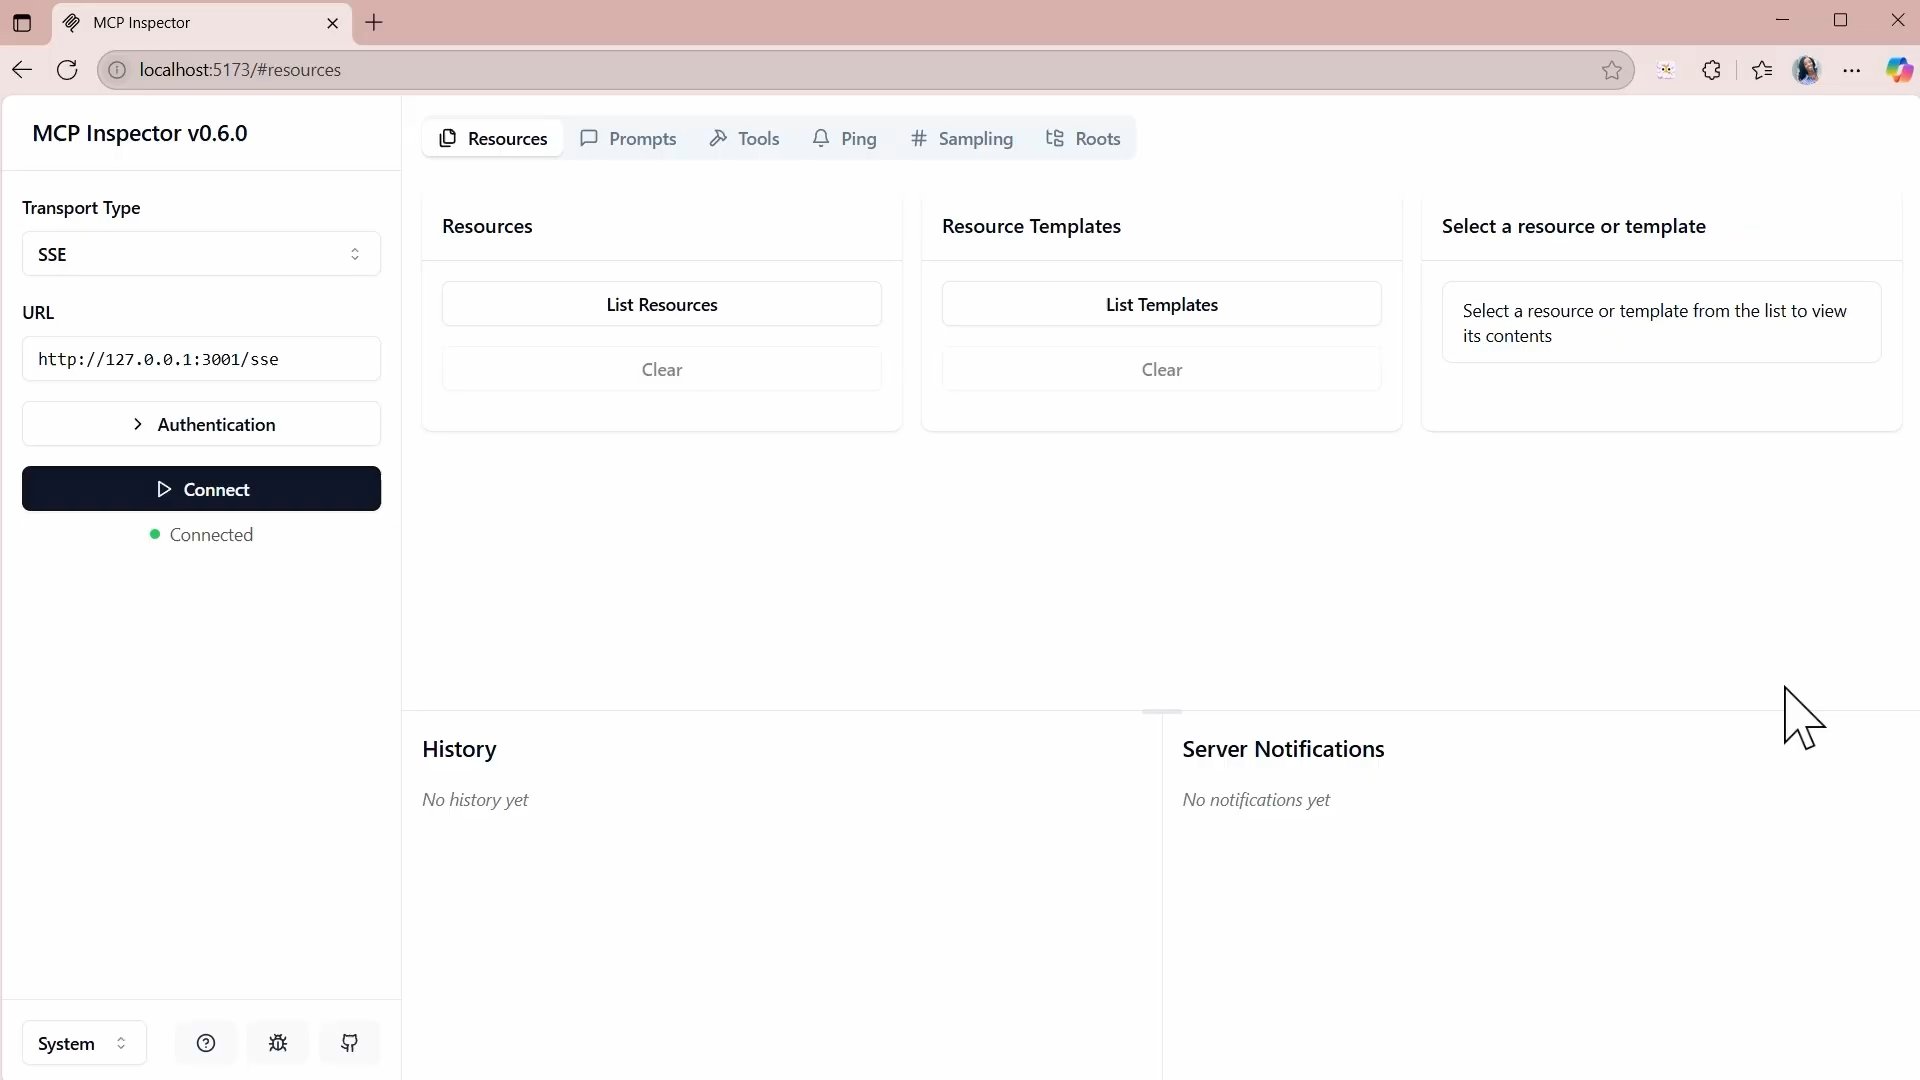 MCP Inspector
localhost:5173/#resources
MCP Inspector v0.6.0
Transport Type
SSE
URL
http://127.0.0.1:3001/sse
Authentication
Connect
Connected
System
Resources
Prompts
Tools
Ping
Sampling
Roots
Resources
List Resources
Clear
Resource Templates
List Templates
Clear
Select a resource or template
Select a resource or template from the list to view
its contents
History
No history yet
Server Notifications
No notifications yet